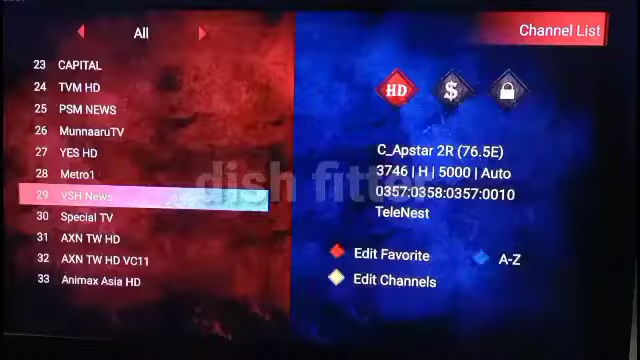 All
Channel List
23 CAPITAL
24 TVM HD
25 PSM NEWS
26 MunnaaruTV
27 YES HD
28 Metro1
29 VSH News
30 Special TV
31 AXN TW HD
32 AXN TW HD VC11
33 Animax Asia HD
HD
$
C_Apstar 2R (76.5E)
3746 | H | 5000 | Auto
0357:0358:0357:0010
TeleNest
Edit Favorite
A-Z
Edit Channels
dish fitte